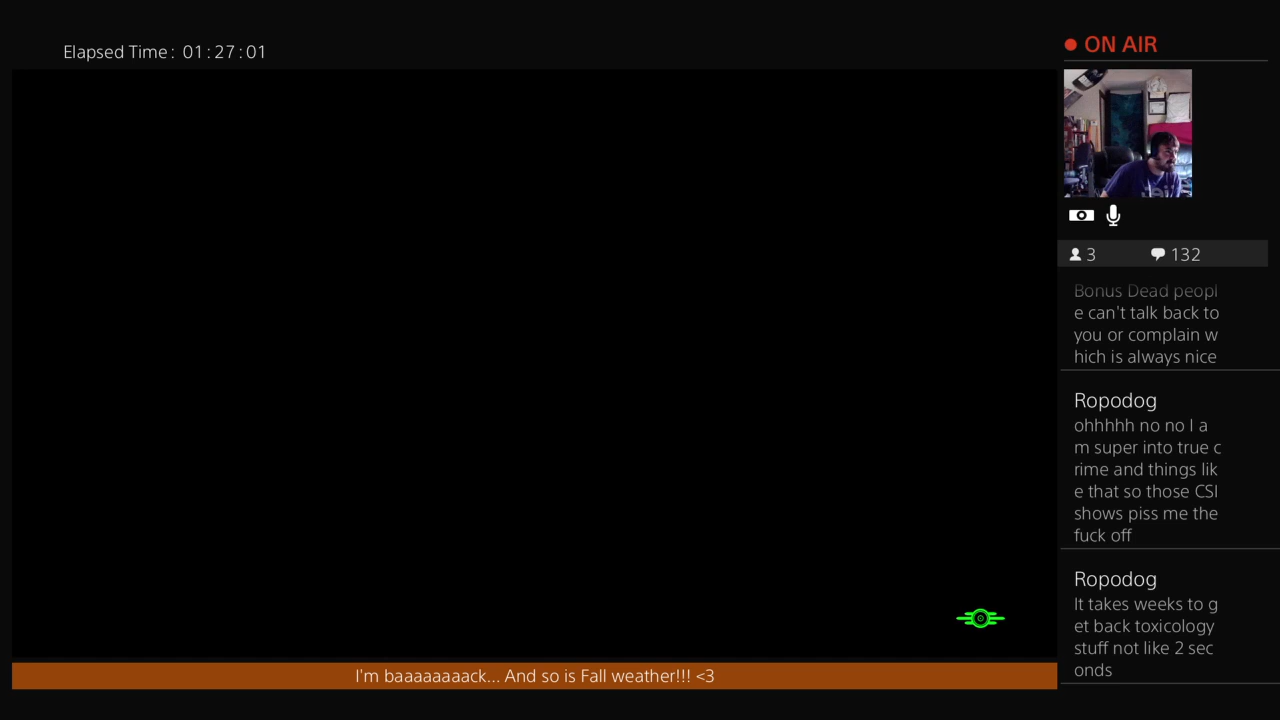 Elapsed Time: 01:27:01
ON AIR
3 132
Bonus Dead peopl
e can't talk back to
you or complain w
hich is always nice
Ropodog
ohhhhh no no I a
m super into true c
rime and things lik
e that so those CSI
shows piss me the
fuck off
Ropodog
It takes weeks to g
et back toxicology
stuff not like 2 sec
onds
I'm baaaaaaaack... And so is Fall weather!!! <3